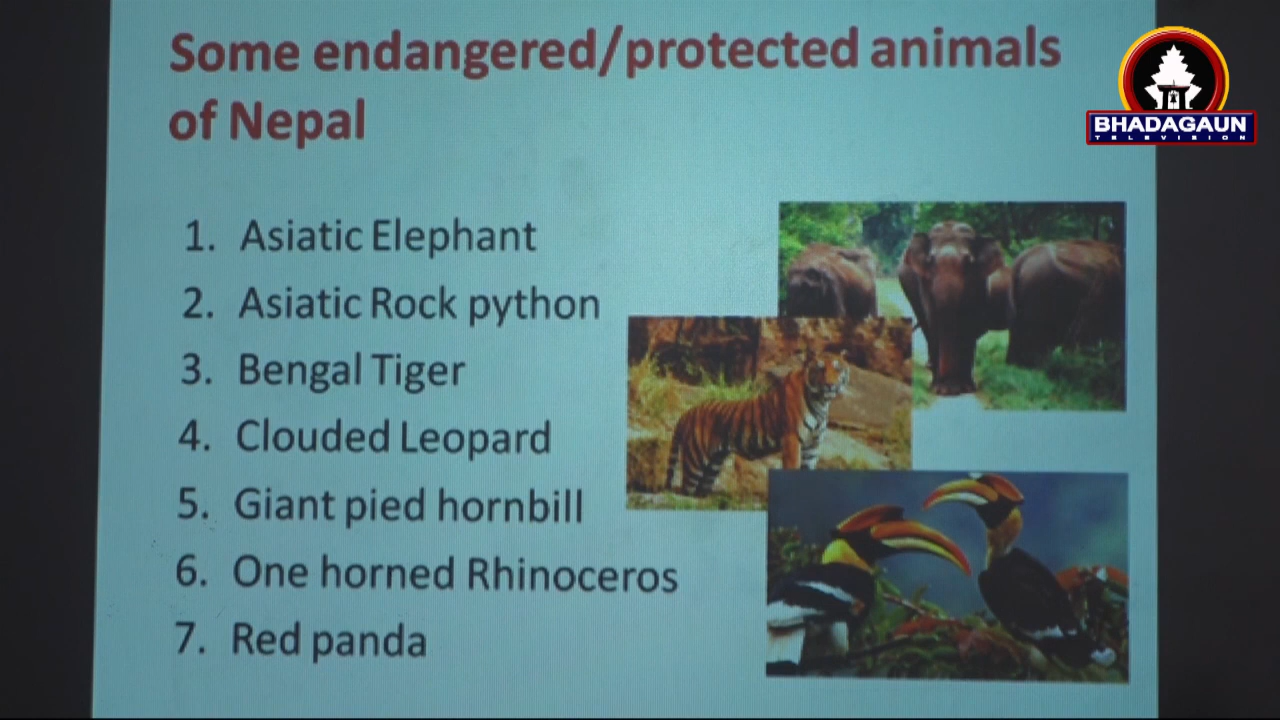 Some endangered/protected animals
of Nepal
BHADAGAUN
TELEVISION
1. Asiatic Elephant
2. Asiatic Rock python
3. Bengal Tiger
4. Clouded Leopard
5. Giant pied hornbill
6. One horned Rhinoceros
7. Red panda